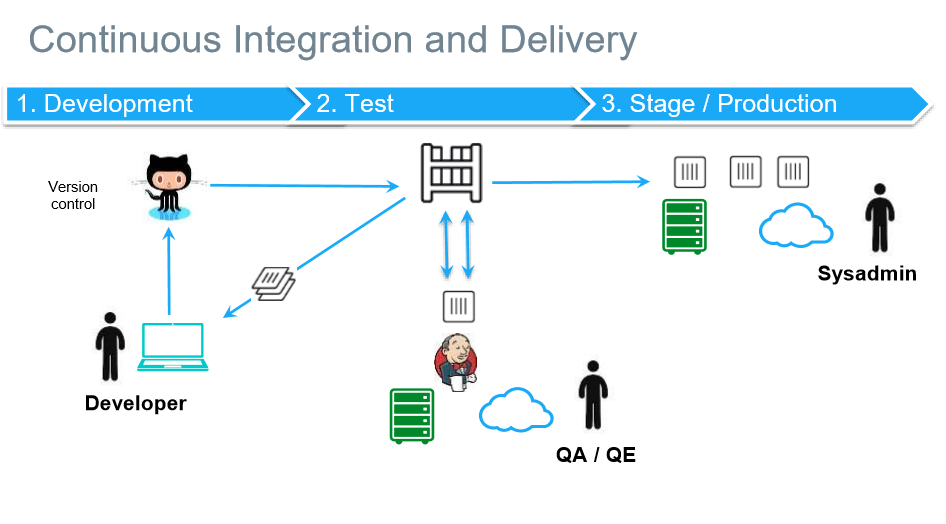 Continuous Integration and Delivery
1. Development
2. Test
3. Stage / Production
Version
control
Developer
QA / QE
Sysadmin